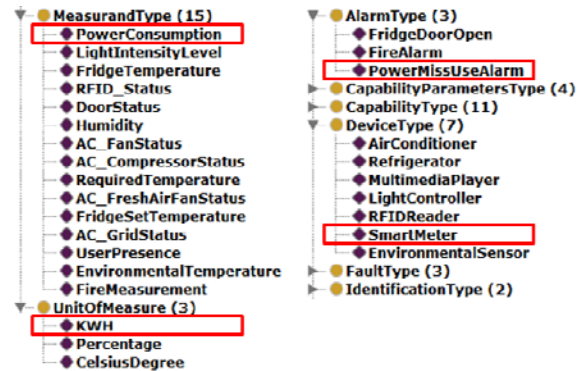 MeasurandType (15)
PowerConsumption
LightIntensityLevel
FridgeTemperature
RFID_Status
DoorStatus
Humidity
AC_FanStatus
AC_CompressorStatus
RequiredTemperature
AC_FreshAirFanStatus
FridgeSetTemperature
AC_GridStatus
UserPresence
EnvironmentalTemperature
FireMeasurement
UnitOfMeasure (3)
KWH
Percentage
CelsiusDegree
AlarmType (3)
FridgeDoorOpen
FireAlarm
PowerMissUseAlarm
CapabilityParametersType (4)
CapabilityType (11)
DeviceType (7)
AirConditioner
Refrigerator
MultimediaPlayer
LightController
RFIDReader
SmartMeter
EnvironmentalSensor
FaultType (3)
IdentificationType (2)